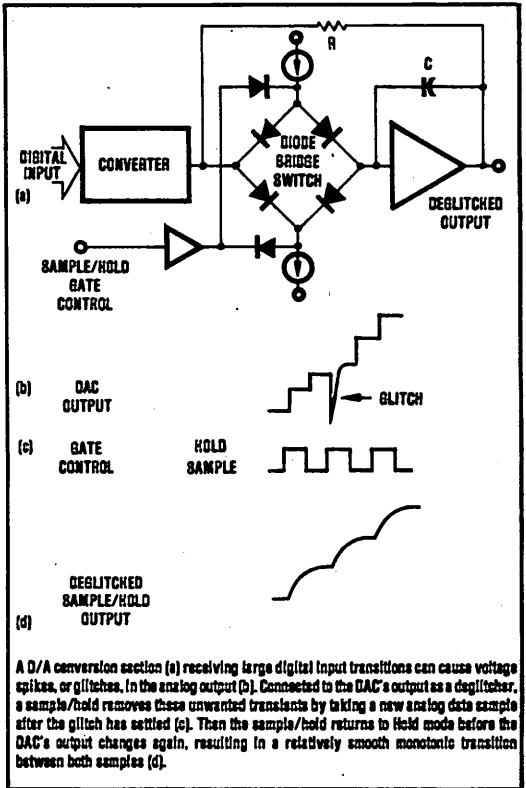 R
C
DIGITAL
INPUT
CONVERTER
DIODE
BRIDGE
SWITCH
(a)
DEGLITCHED
OUTPUT
SAMPLE/HOLD
GATE
CONTROL
(b) DAC
OUTPUT
GLITCH
(c) GATE
CONTROL
HOLD
SAMPLE
DEGLITCHED
SAMPLE/HOLD
OUTPUT
(d)
A D/A conversion section (a) receiving large digital input transitions can cause voltage
spikes, or glitches, in the analog output (b). Connected to the DAC's output as a deglitcher,
a sample/hold removes these unwanted transients by taking a new analog data sample
after the glitch has settled (c). Then the sample/hold returns to Hold mode before the
DAC's output changes again, resulting in a relatively smooth monotonic transition
between both samples (d).